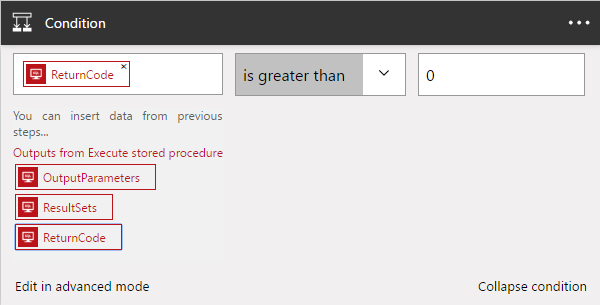 Condition
ReturnCode x is greater than 0
You can insert data from previous
steps...
Outputs from Execute stored procedure
OutputParameters
ResultSets
ReturnCode
Edit in advanced mode Collapse condition